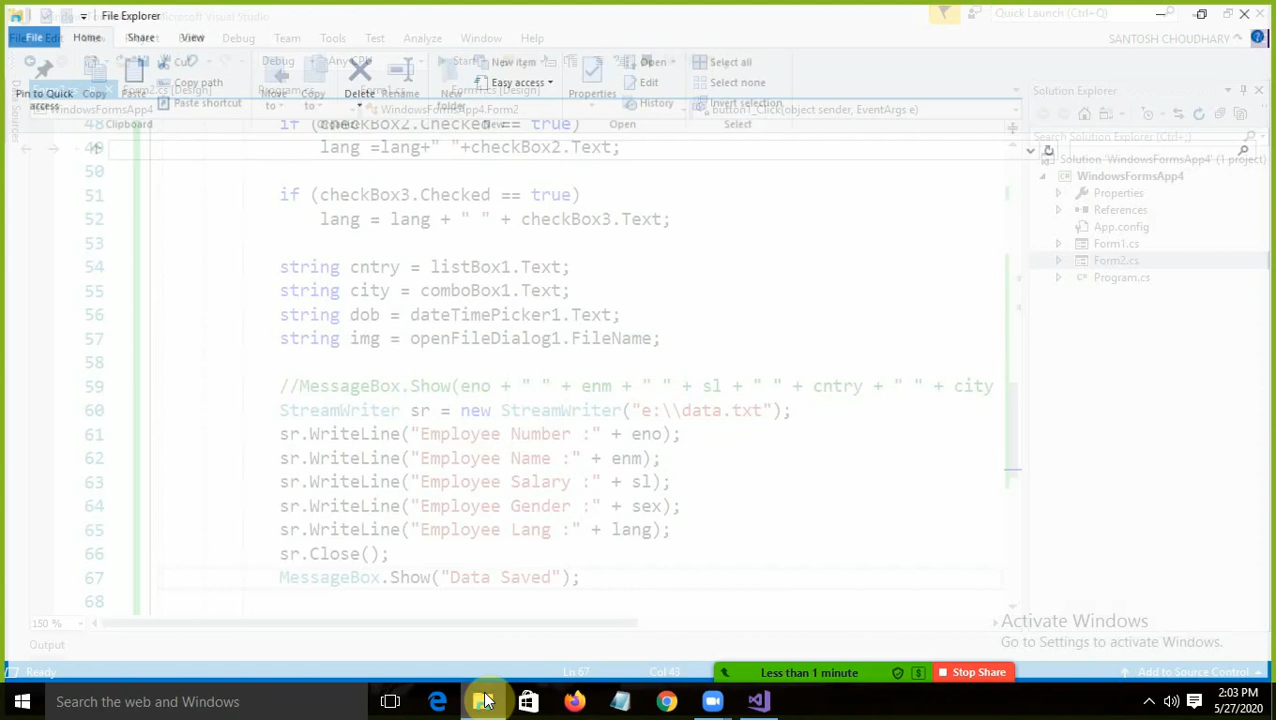 File Explorer
Microsoft Visual Studio
Quick Launch (Ctrl+Q)
File Home Share View Debug Team Tools Test Analyze Window Help
SANTOSH CHOUDHARY
Cut
Debug
New item
Open
Select all
Copy path
Easy access
Edit
Select none
Pin to Quick access
Copy
Paste
Paste shortcut
Move to
Copy to
Delete
Rename
New folder
Properties
History
Invert selection
Form2.cs [Design]
Program.cs
Form1.cs [Design]
WindowsFormsApp4
WindowsFormsApp4.Form2
button1_Click(object sender, EventArgs e)
Clipboard
New
Open
Select
Solution Explorer
Search Solution Explorer (Ctrl+;)
Solution 'WindowsFormsApp4' (1 project)
WindowsFormsApp4
Properties
References
App.config
Form1.cs
Form2.cs
Program.cs
Data Sources
48 if (checkBox2.Checked == true)
49 lang =lang+" "+checkBox2.Text;
50
51 if (checkBox3.Checked == true)
52 lang = lang + " " + checkBox3.Text;
53
54 string cntry = listBox1.Text;
55 string city = comboBox1.Text;
56 string dob = dateTimePicker1.Text;
57 string img = openFileDialog1.FileName;
58
59 //MessageBox.Show(eno + " " + enm + " " + sl + " " + cntry + " " + city
60 StreamWriter sr = new StreamWriter("e:\\data.txt");
61 sr.WriteLine("Employee Number :" + eno);
62 sr.WriteLine("Employee Name :" + enm);
63 sr.WriteLine("Employee Salary :" + sl);
64 sr.WriteLine("Employee Gender :" + sex);
65 sr.WriteLine("Employee Lang :" + lang);
66 sr.Close();
67 MessageBox.Show("Data Saved");
68
150 %
Activate Windows
Go to Settings to activate Windows.
Output
Ready
Ln 67
Col 43
Less than 1 minute
Stop Share
Add to Source Control
Search the web and Windows
2:03 PM
5/27/2020